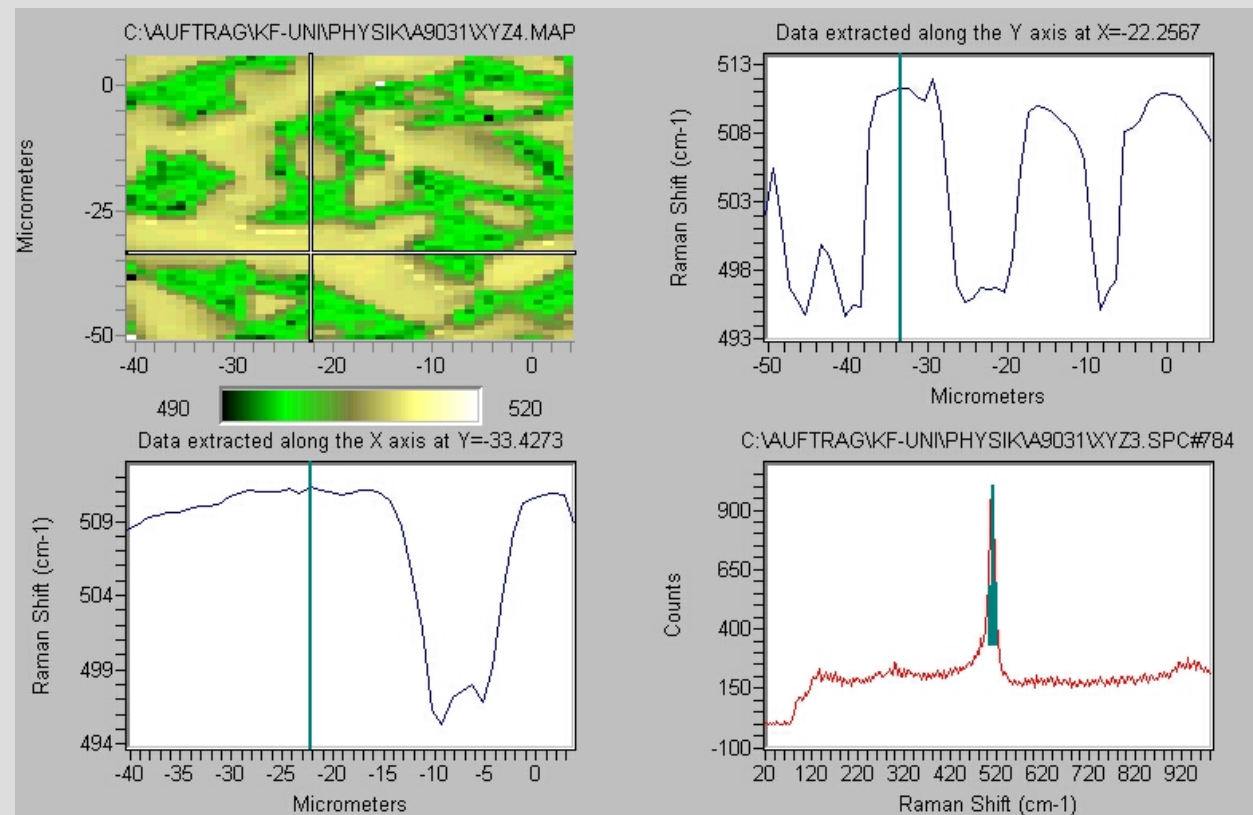 C:\AUFTRAG\KF-UNI\PHYSIK\A9031\XYZ4.MAP
Micrometers
0
-25
-50
-40 -30 -20 -10 0
490 520
Data extracted along the Y axis at X=-22.2567
Raman Shift (cm-1)
513
508
503
498
493
-50 -40 -30 -20 -10 0
Micrometers
Data extracted along the X axis at Y=-33.4273
Raman Shift (cm-1)
509
504
499
494
-40 -35 -30 -25 -20 -15 -10 -5 0
Micrometers
C:\AUFTRAG\KF-UNI\PHYSIK\A9031\XYZ3.SPC#784
Counts
900
650
400
150
-100
20 120 220 320 420 520 620 720 820 920
Raman Shift (cm-1)